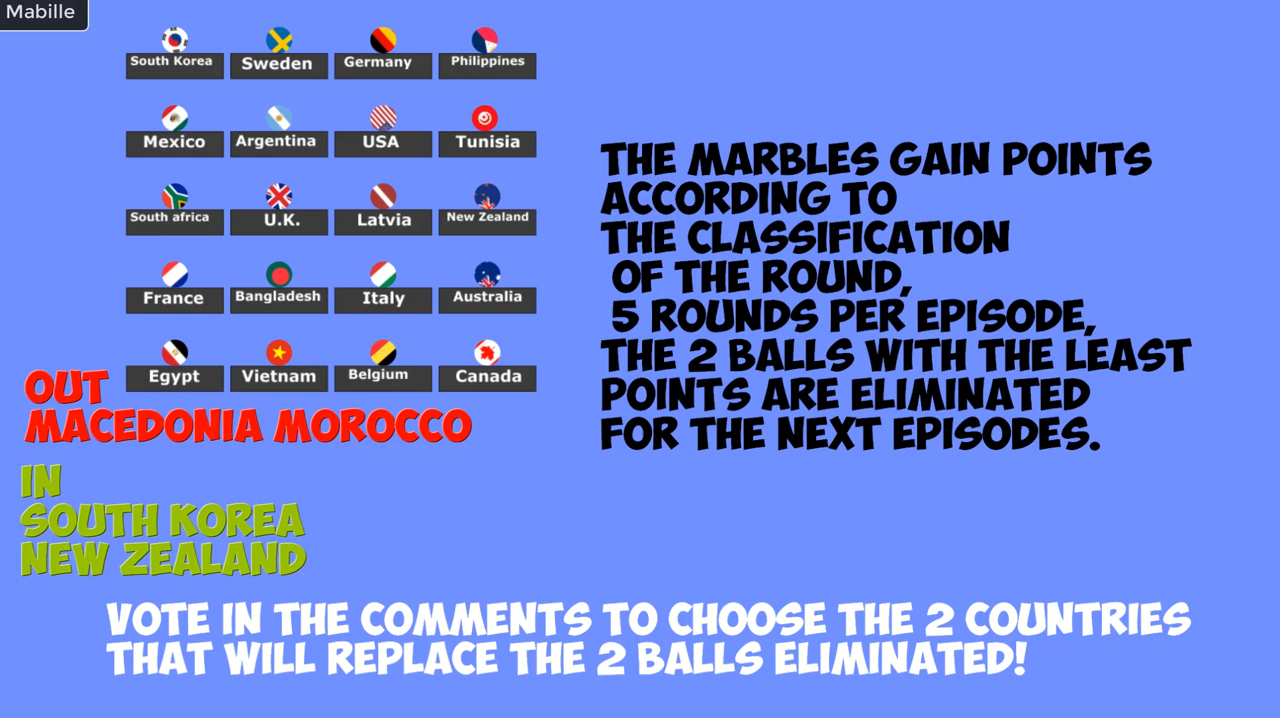 Mabille
South Korea Sweden Germany Philippines
Mexico Argentina USA Tunisia
South africa U.K. Latvia New Zealand
France Bangladesh Italy Australia
Egypt Vietnam Belgium Canada
OUT
MACEDONIA MOROCCO
IN
SOUTH KOREA
NEW ZEALAND
THE MARBLES GAIN POINTS
ACCORDING TO
THE CLASSIFICATION
OF THE ROUND,
5 ROUNDS PER EPISODE,
THE 2 BALLS WITH THE LEAST
POINTS ARE ELIMINATED
FOR THE NEXT EPISODES.
VOTE IN THE COMMENTS TO CHOOSE THE 2 COUNTRIES
THAT WILL REPLACE THE 2 BALLS ELIMINATED!